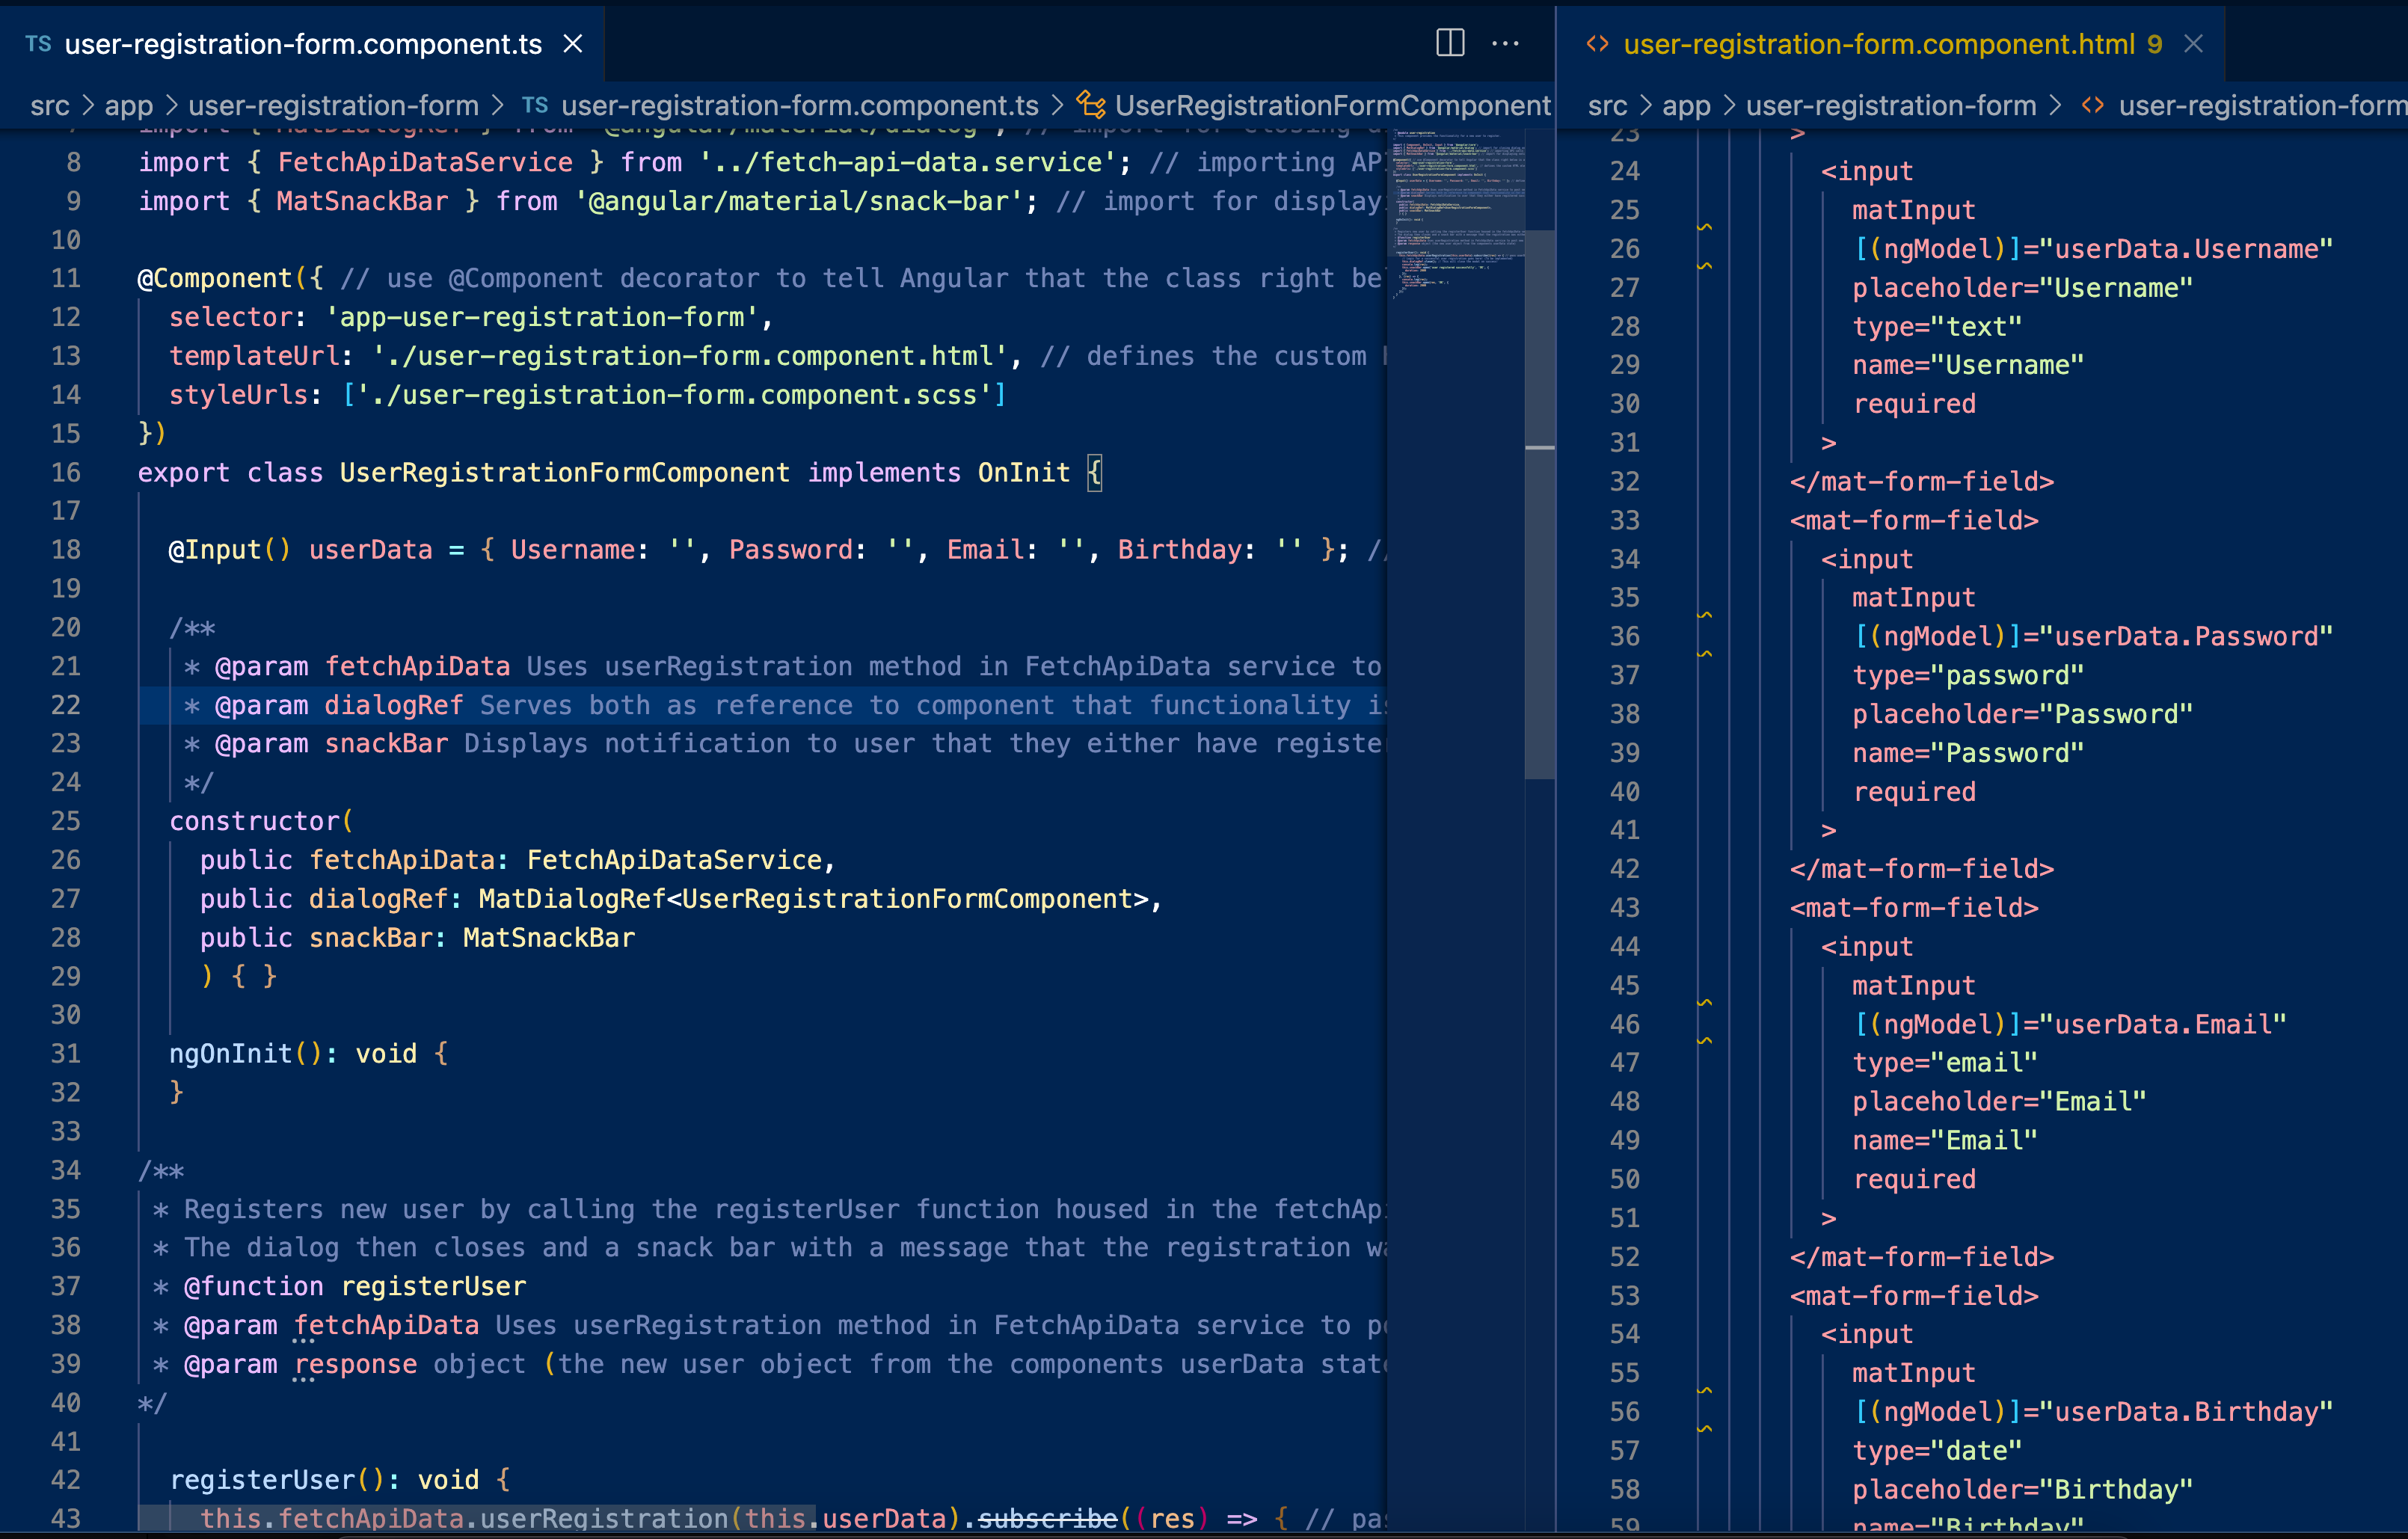 TS user-registration-form.component.ts
src > app > user-registration-form > TS user-registration-form.component.ts > UserRegistrationFormComponent
7 import { MatDialogRef } from '@angular/material/dialog'; // import for closing
8 import { FetchApiDataService } from '../fetch-api-data.service'; // importing AP
9 import { MatSnackBar } from '@angular/material/snack-bar'; // import for display
10
11 @Component({ // use @Component decorator to tell Angular that the class right be
12 selector: 'app-user-registration-form',
13 templateUrl: './user-registration-form.component.html', // defines the custom
14 styleUrls: ['./user-registration-form.component.scss']
15 })
16 export class UserRegistrationFormComponent implements OnInit {
17
18 @Input() userData = { Username: '', Password: '', Email: '', Birthday: '' }; //
19
20 /**
21 * @param fetchApiData Uses userRegistration method in FetchApiData service to
22 * @param dialogRef Serves both as reference to component that functionality is
23 * @param snackBar Displays notification to user that they either have register
24 */
25 constructor(
26 public fetchApiData: FetchApiDataService,
27 public dialogRef: MatDialogRef<UserRegistrationFormComponent>,
28 public snackBar: MatSnackBar
29 ) { }
30
31 ngOnInit(): void {
32 }
33
34 /**
35 * Registers new user by calling the registerUser function housed in the fetchAp
36 * The dialog then closes and a snack bar with a message that the registration wa
37 * @function registerUser
38 * @param fetchApiData Uses userRegistration method in FetchApiData service to po
39 * @param response object (the new user object from the components userData state
40 */
41
42 registerUser(): void {
43 this.fetchApiData.userRegistration(this.userData).subscribe((res) => { // pas
<> user-registration-form.component.html 9
src > app > user-registration-form > <> user-registration-form
23 >
24 <input
25 matInput
26 [(ngModel)]="userData.Username"
27 placeholder="Username"
28 type="text"
29 name="Username"
30 required
31 >
32 </mat-form-field>
33 <mat-form-field>
34 <input
35 matInput
36 [(ngModel)]="userData.Password"
37 type="password"
38 placeholder="Password"
39 name="Password"
40 required
41 >
42 </mat-form-field>
43 <mat-form-field>
44 <input
45 matInput
46 [(ngModel)]="userData.Email"
47 type="email"
48 placeholder="Email"
49 name="Email"
50 required
51 >
52 </mat-form-field>
53 <mat-form-field>
54 <input
55 matInput
56 [(ngModel)]="userData.Birthday"
57 type="date"
58 placeholder="Birthday"
59 name="Birthday"